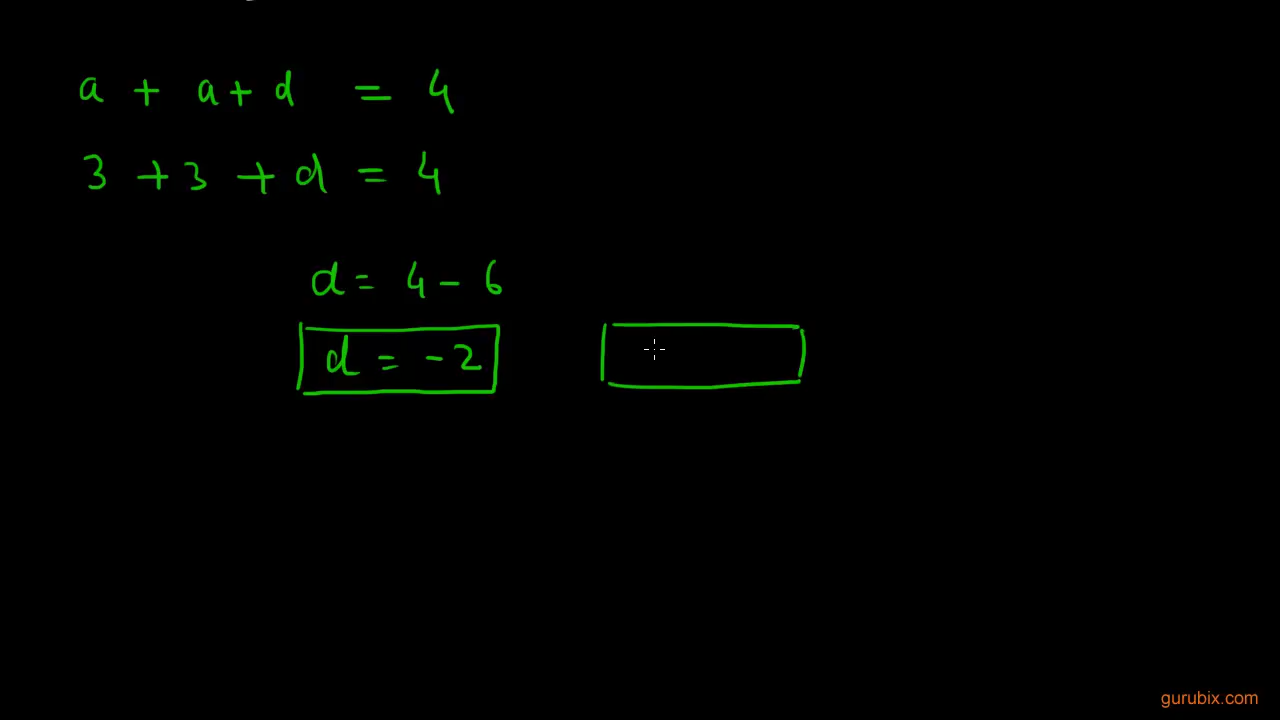 a + a + d = 4
3 + 3 + d = 4
d = 4 - 6
d = -2
gurubix.com